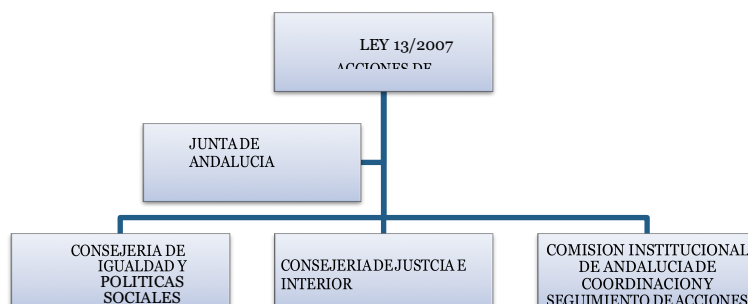 LEY 13/2007
ACCIONES DE
JUNTA DE
ANDALUCIA
CONSEJERIA DE
IGUALDAD Y
POLITICAS
SOCIALES
CONSEJERIA DE JUSTCIA E
INTERIOR
COMISION INSTITUCIONAL
DE ANDALUCIA DE
COORDINACION Y
SEGUIMIENTO DE ACCIONES